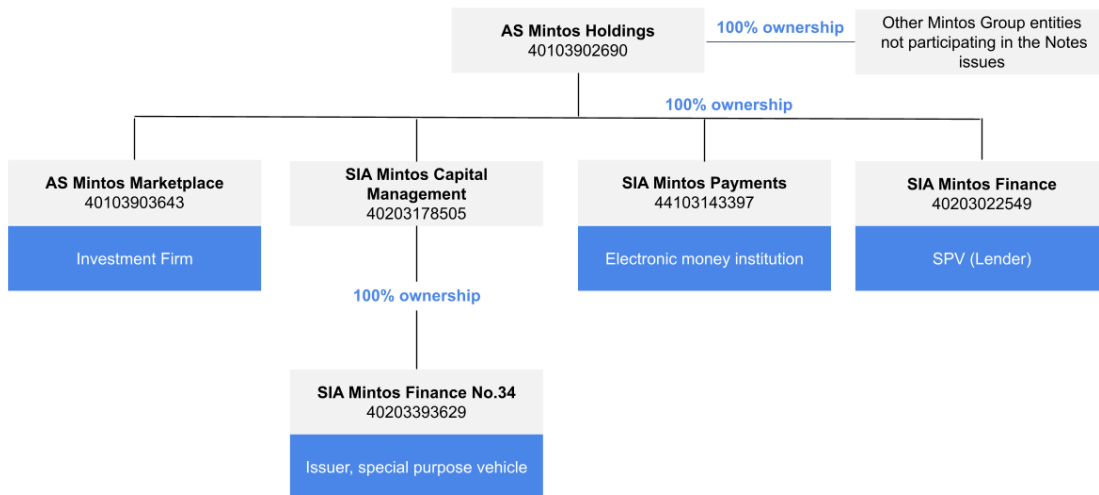 AS Mintos Holdings
40103902690
100% ownership
Other Mintos Group entities
not participating in the Notes
issues
100% ownership
AS Mintos Marketplace
40103903643
Investment Firm
SIA Mintos Capital
Management
40203178505
SIA Mintos Payments
44103143397
Electronic money institution
SIA Mintos Finance
40203022549
SPV (Lender)
100% ownership
SIA Mintos Finance No.34
40203393629
Issuer, special purpose vehicle